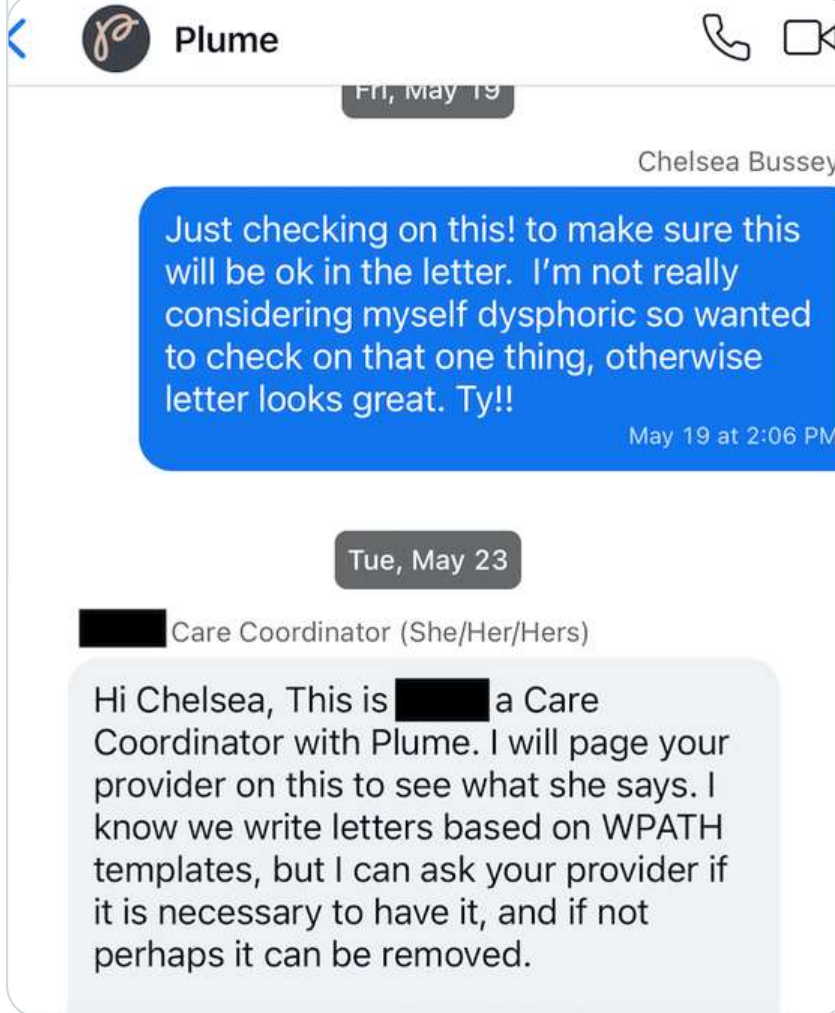 Plume
Fri, May 19
Chelsea Bussey
Just checking on this! to make sure this
will be ok in the letter.  I’m not really
considering myself dysphoric so wanted
to check on that one thing, otherwise
letter looks great. Ty!!
May 19 at 2:06 PM
Tue, May 23
Care Coordinator (She/Her/Hers)
Hi Chelsea, This is a Care
Coordinator with Plume. I will page your
provider on this to see what she says. I
know we write letters based on WPATH
templates, but I can ask your provider if
it is necessary to have it, and if not
perhaps it can be removed.